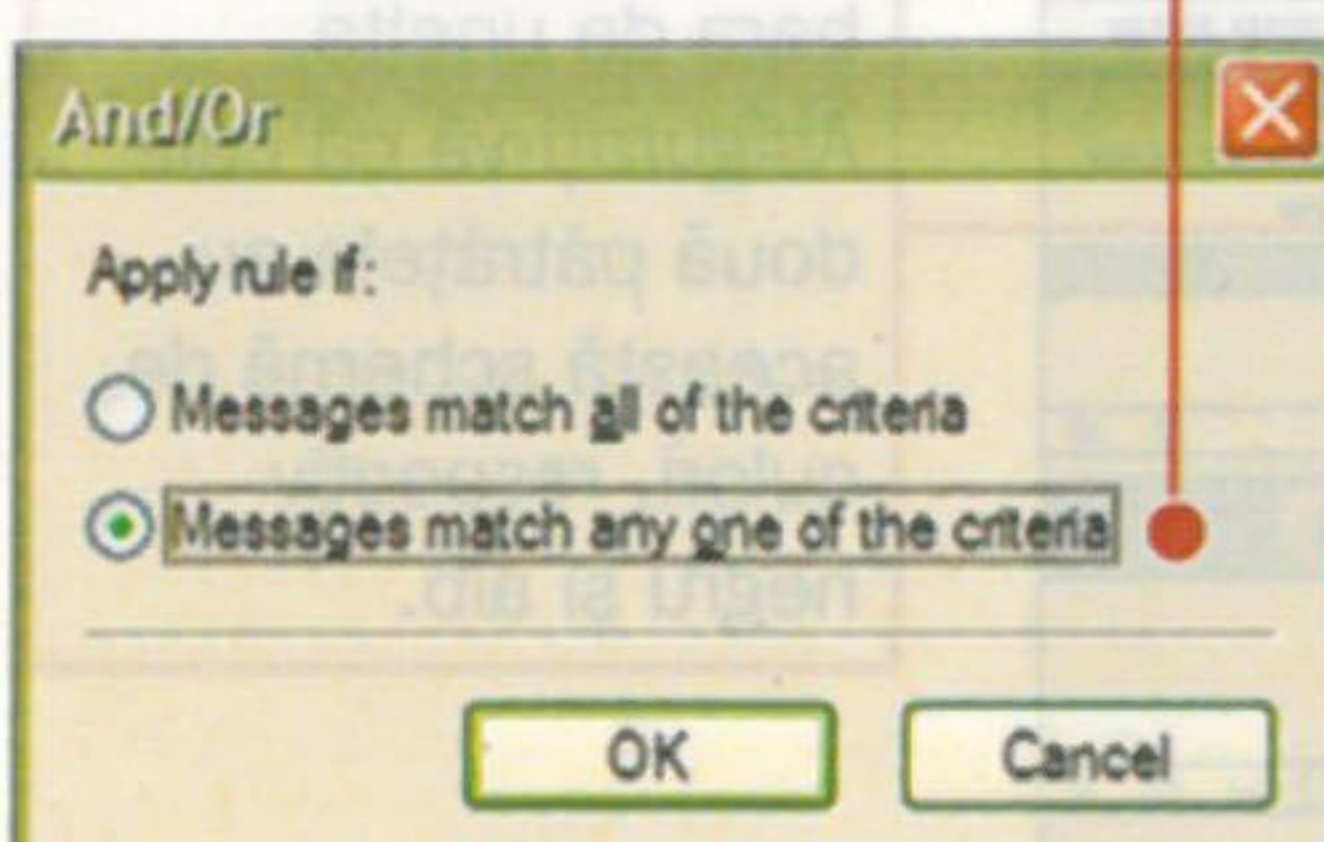 And/Or
Apply rule if:
Messages match all of the criteria
Messages match any one of the criteria
OK
Cancel